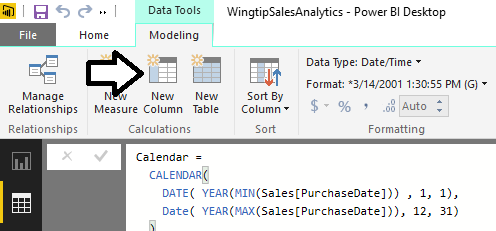 Data Tools
WingtipSalesAnalytics - Power BI Desktop
File
Home
Modeling
Manage
Relationships
New
Measure
New
Column
New
Table
Sort By
Column
Data Type: Date/Time
Format: *3/14/2001 1:30:55 PM (G)
$ % , .00 Auto
Relationships
Calculations
Sort
Formatting
Calendar =
CALENDAR(
DATE( YEAR(MIN(Sales[PurchaseDate])) , 1, 1),
Date( YEAR(MAX(Sales[PurchaseDate])), 12, 31)
)